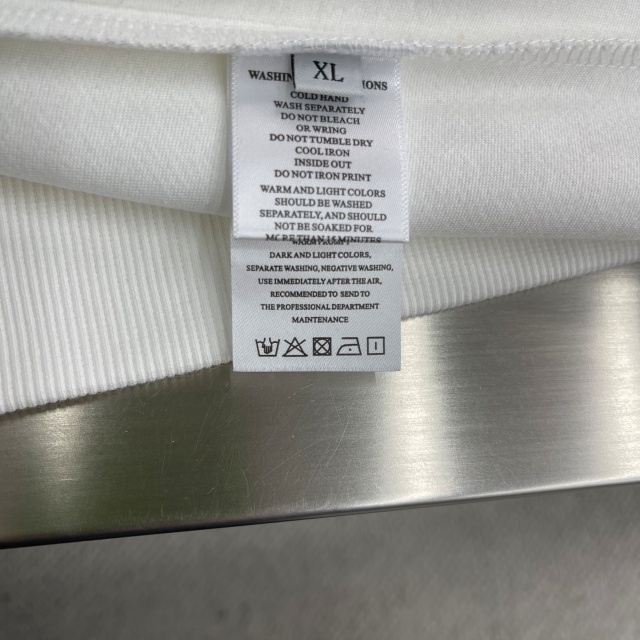 XL
COLD HAND
WASH SEPARATELY
DO NOT BLEACH
OR WRING
DO NOT TUMBLE DRY
COOL IRON
INSIDE OUT
DO NOT IRON PRINT
WARM AND LIGHT COLORS
SHOULD BE WASHED
SEPARATELY, AND SHOULD
NOT BE SOAKED FOR
MINUTES
DARK AND LIGHT COLORS,
SEPARATE WASHING, NEGATIVE WASHING,
USE IMMEDIATELY AFTER THE AIR,
RECOMMENDED TO SEND TO
THE PROFESSIONAL DEPARTMENT
MAINTENANCE